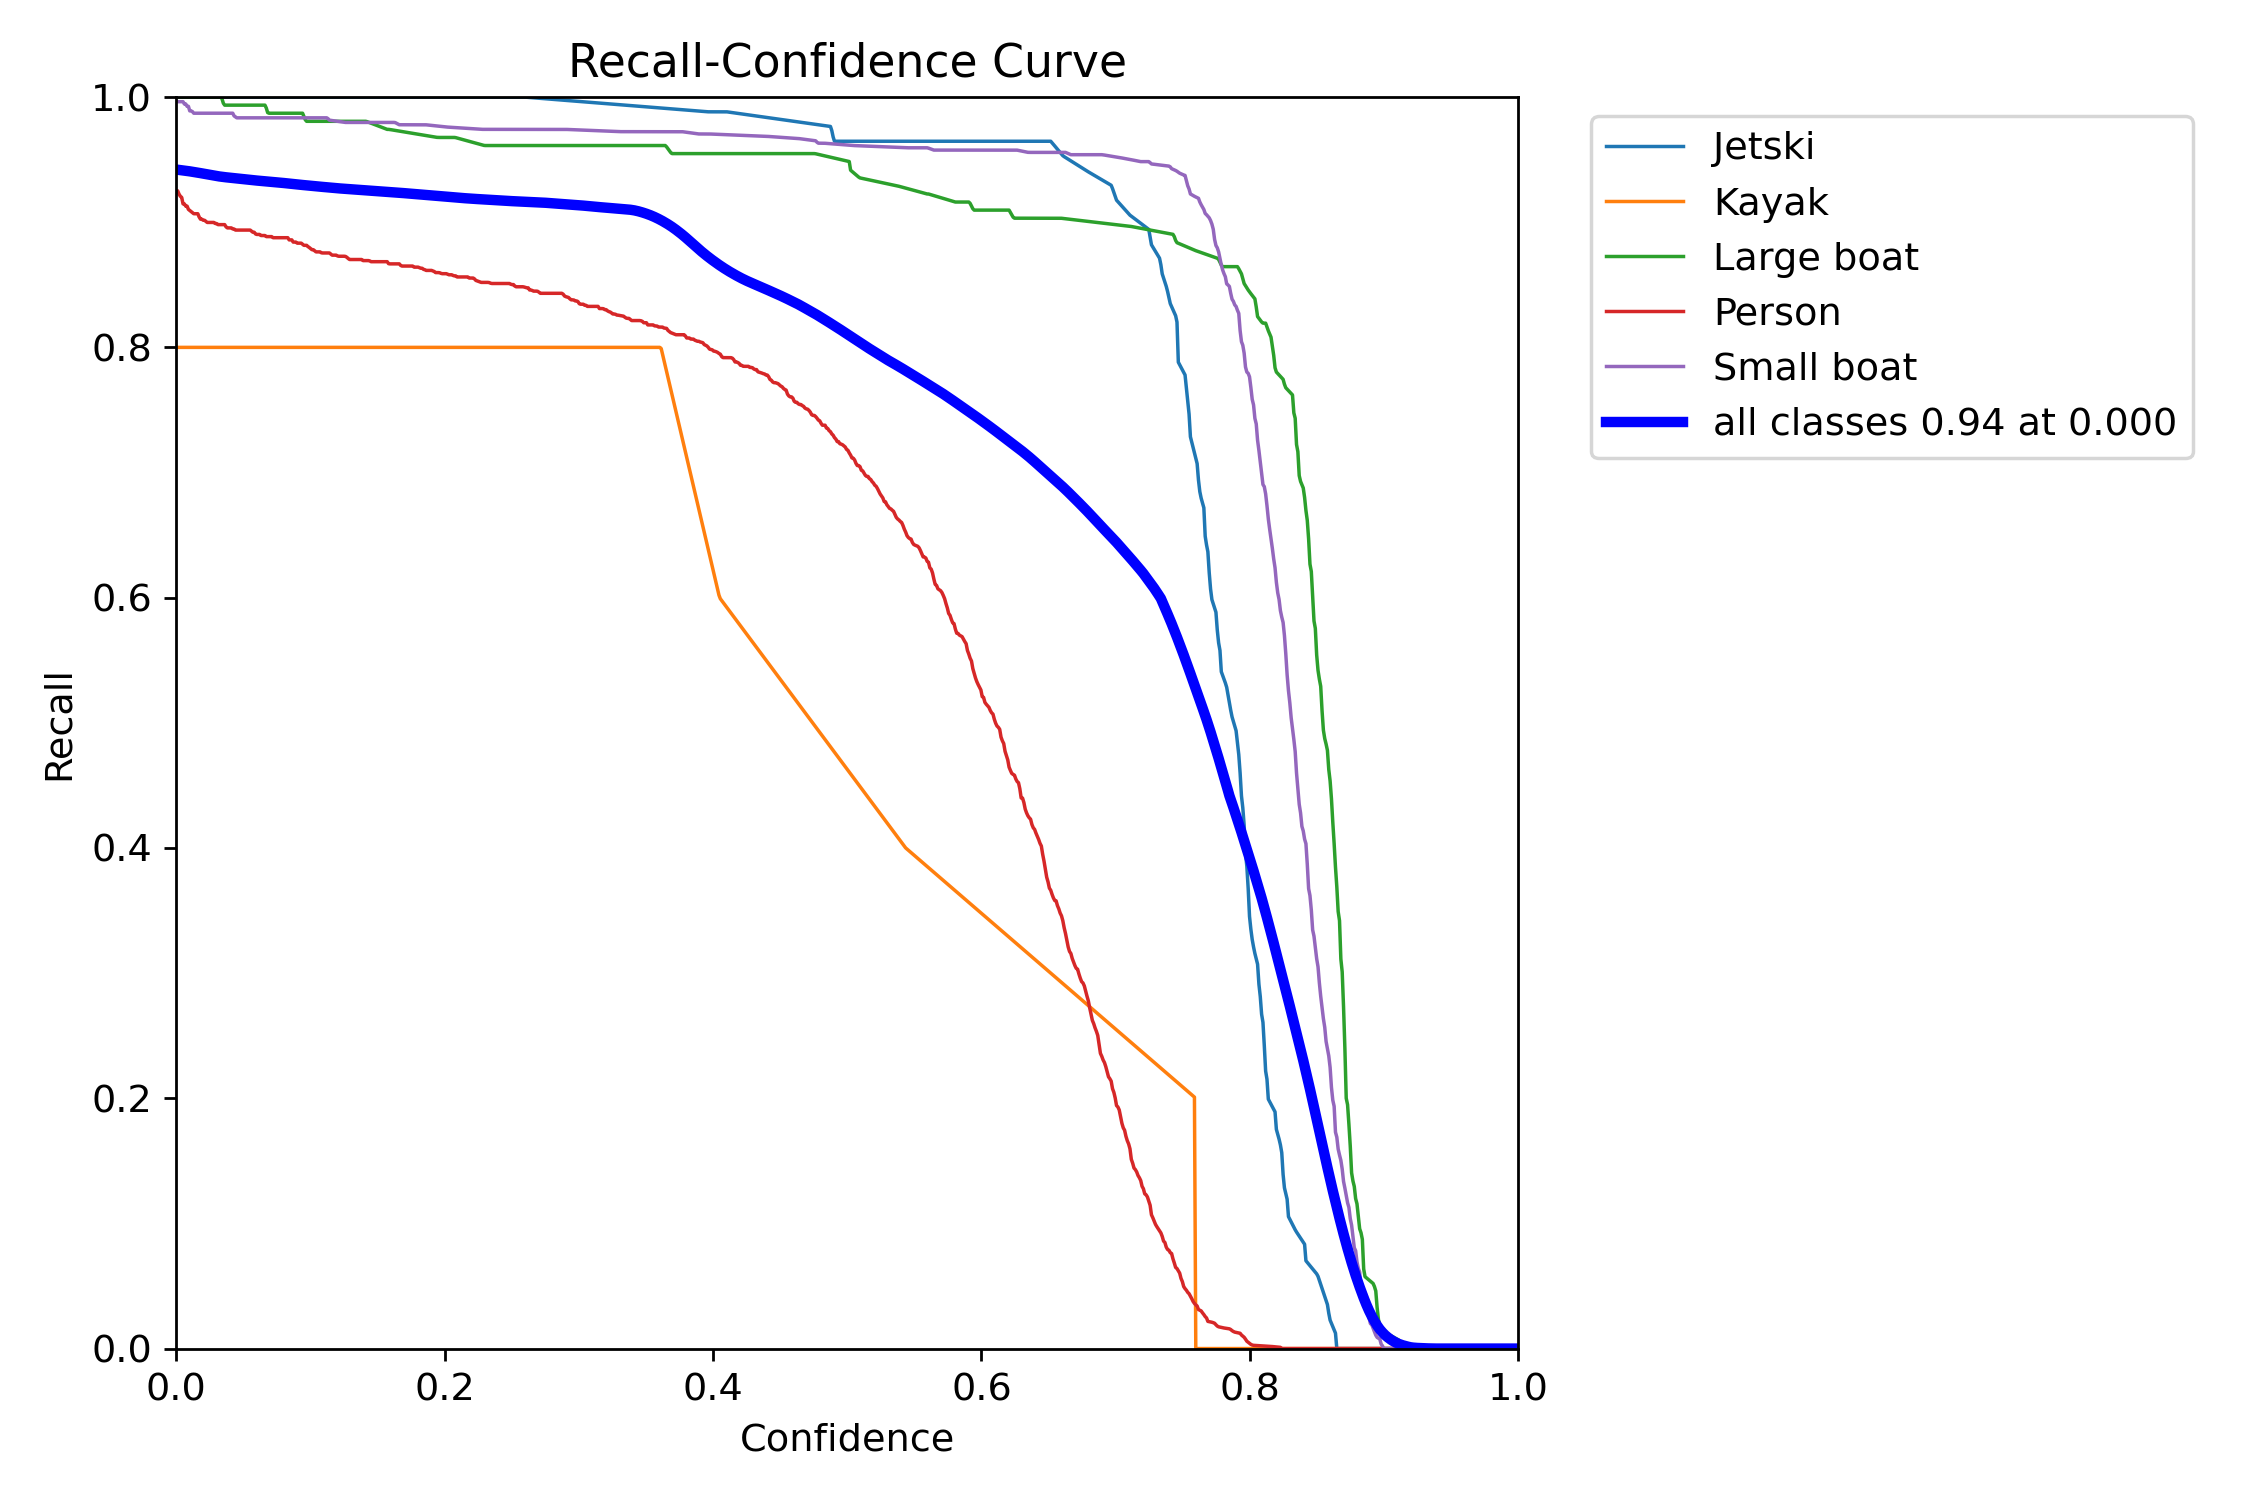 Recall-Confidence Curve
1.0
0.8
0.6
0.4
0.2
0.0
Recall
0.0 0.2 0.4 0.6 0.8 1.0
Confidence
Jetski
Kayak
Large boat
Person
Small boat
all classes 0.94 at 0.000